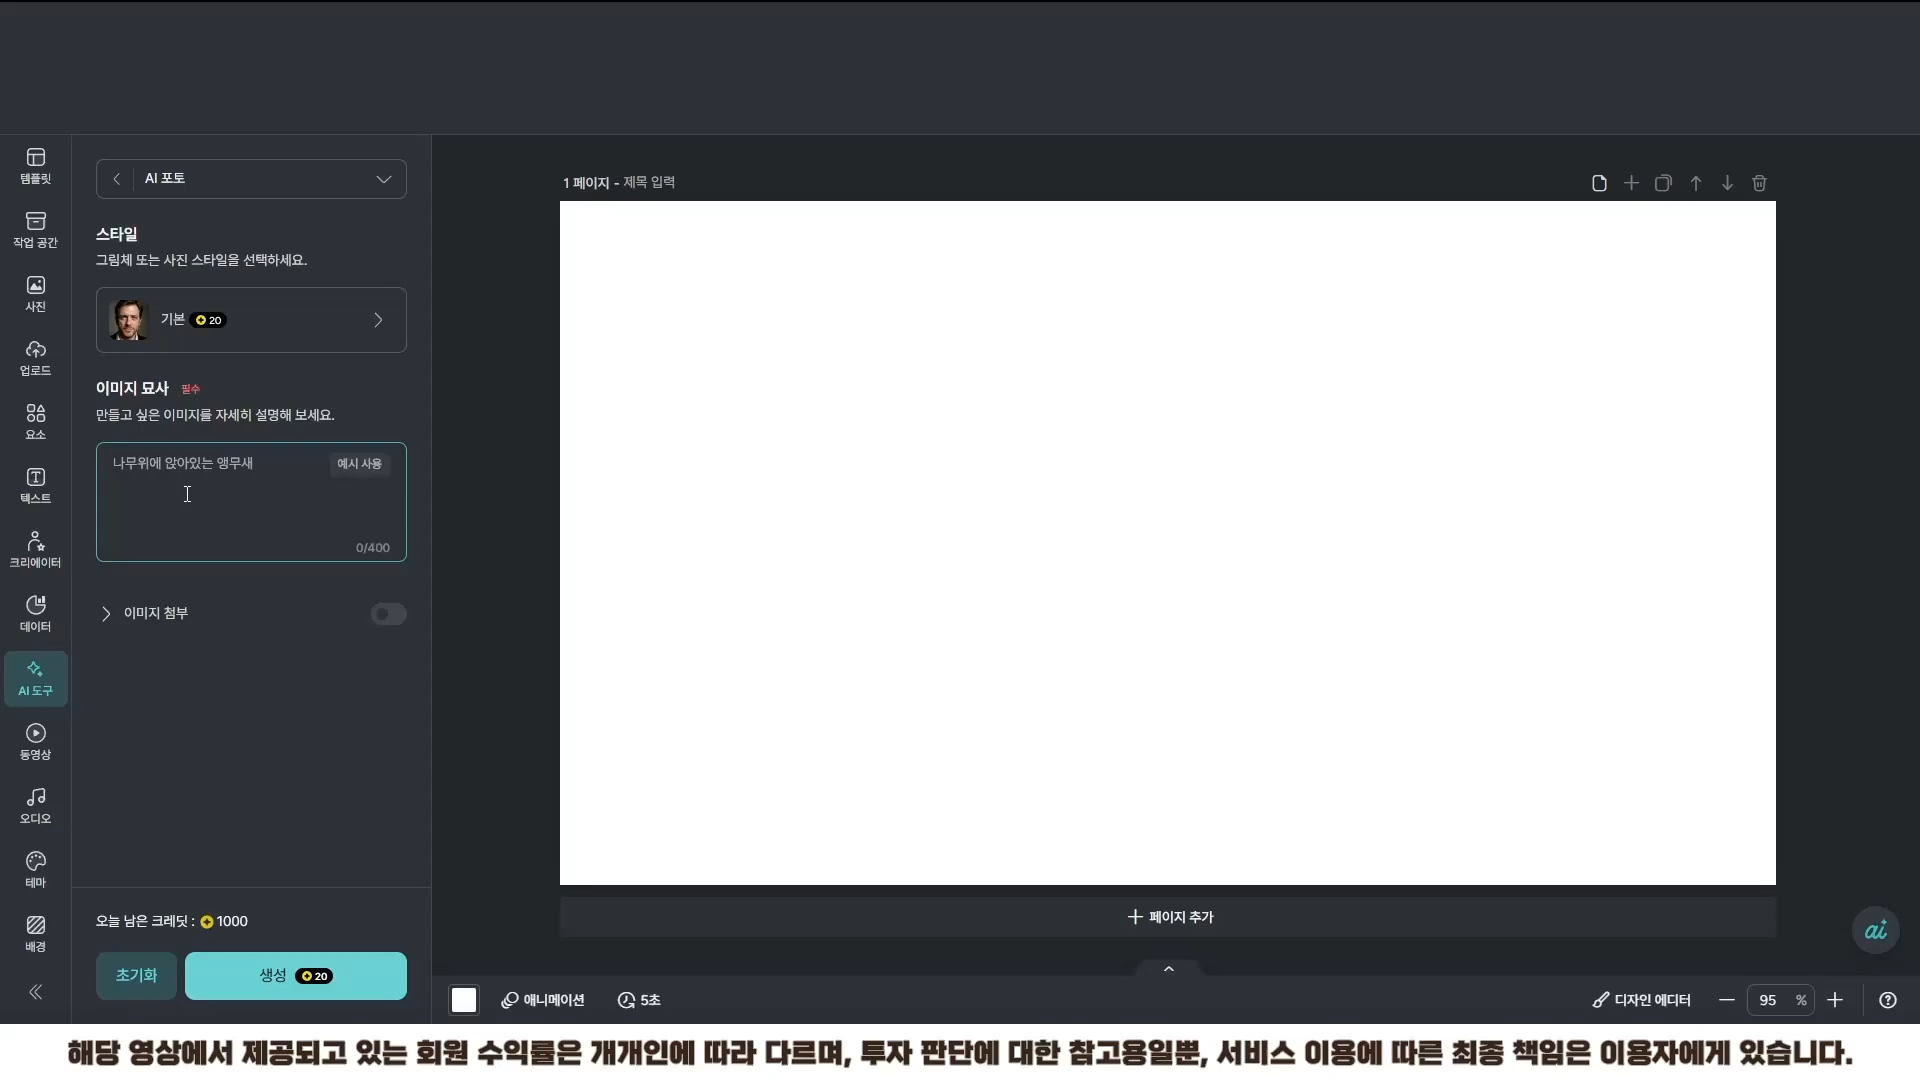 템플릿
작업 공간
사진
업로드
요소
텍스트
크리에이터
데이터
AI 도구
동영상
오디오
테마
배경
AI 포토
스타일
그림체 또는 사진 스타일을 선택하세요.
기본 20
이미지 묘사 필수
만들고 싶은 이미지를 자세히 설명해 보세요.
나무위에 앉아있는 앵무새 예시 사용
0/400
이미지 첨부
오늘 남은 크레딧 : 1000
초기화 생성 20
1 페이지 - 제목 입력
페이지 추가
ai
애니메이션 5초 디자인 에디터 95 %
해당 영상에서 제공되고 있는 회원 수익률은 개개인에 따라 다르며, 투자 판단에 대한 참고용일뿐, 서비스 이용에 따른 최종 책임은 이용자에게 있습니다.